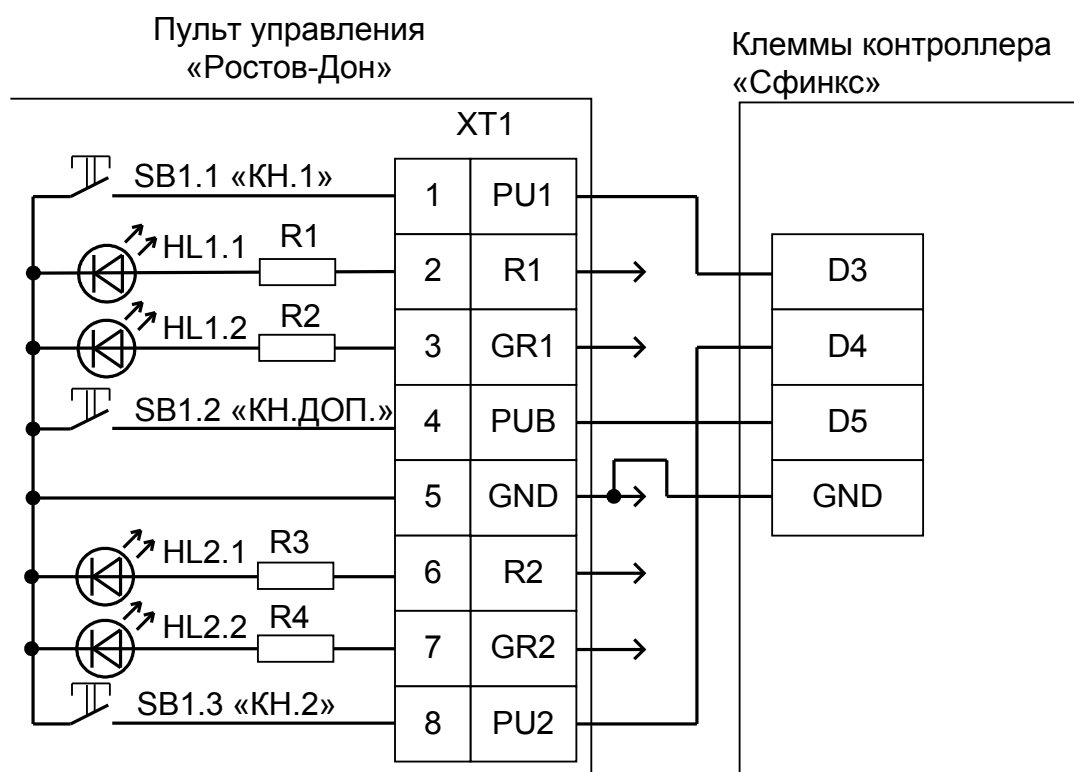 Пульт управления
«Ростов-Дон»
Клеммы контроллера
«Сфинкс»
XT1
SB1.1 «КН.1»
1 PU1
HL1.1 R1
2 R1
D3
HL1.2 R2
3 GR1
D4
SB1.2 «КН.ДОП.»
4 PUB
D5
5 GND
GND
HL2.1 R3
6 R2
HL2.2 R4
7 GR2
SB1.3 «КН.2»
8 PU2